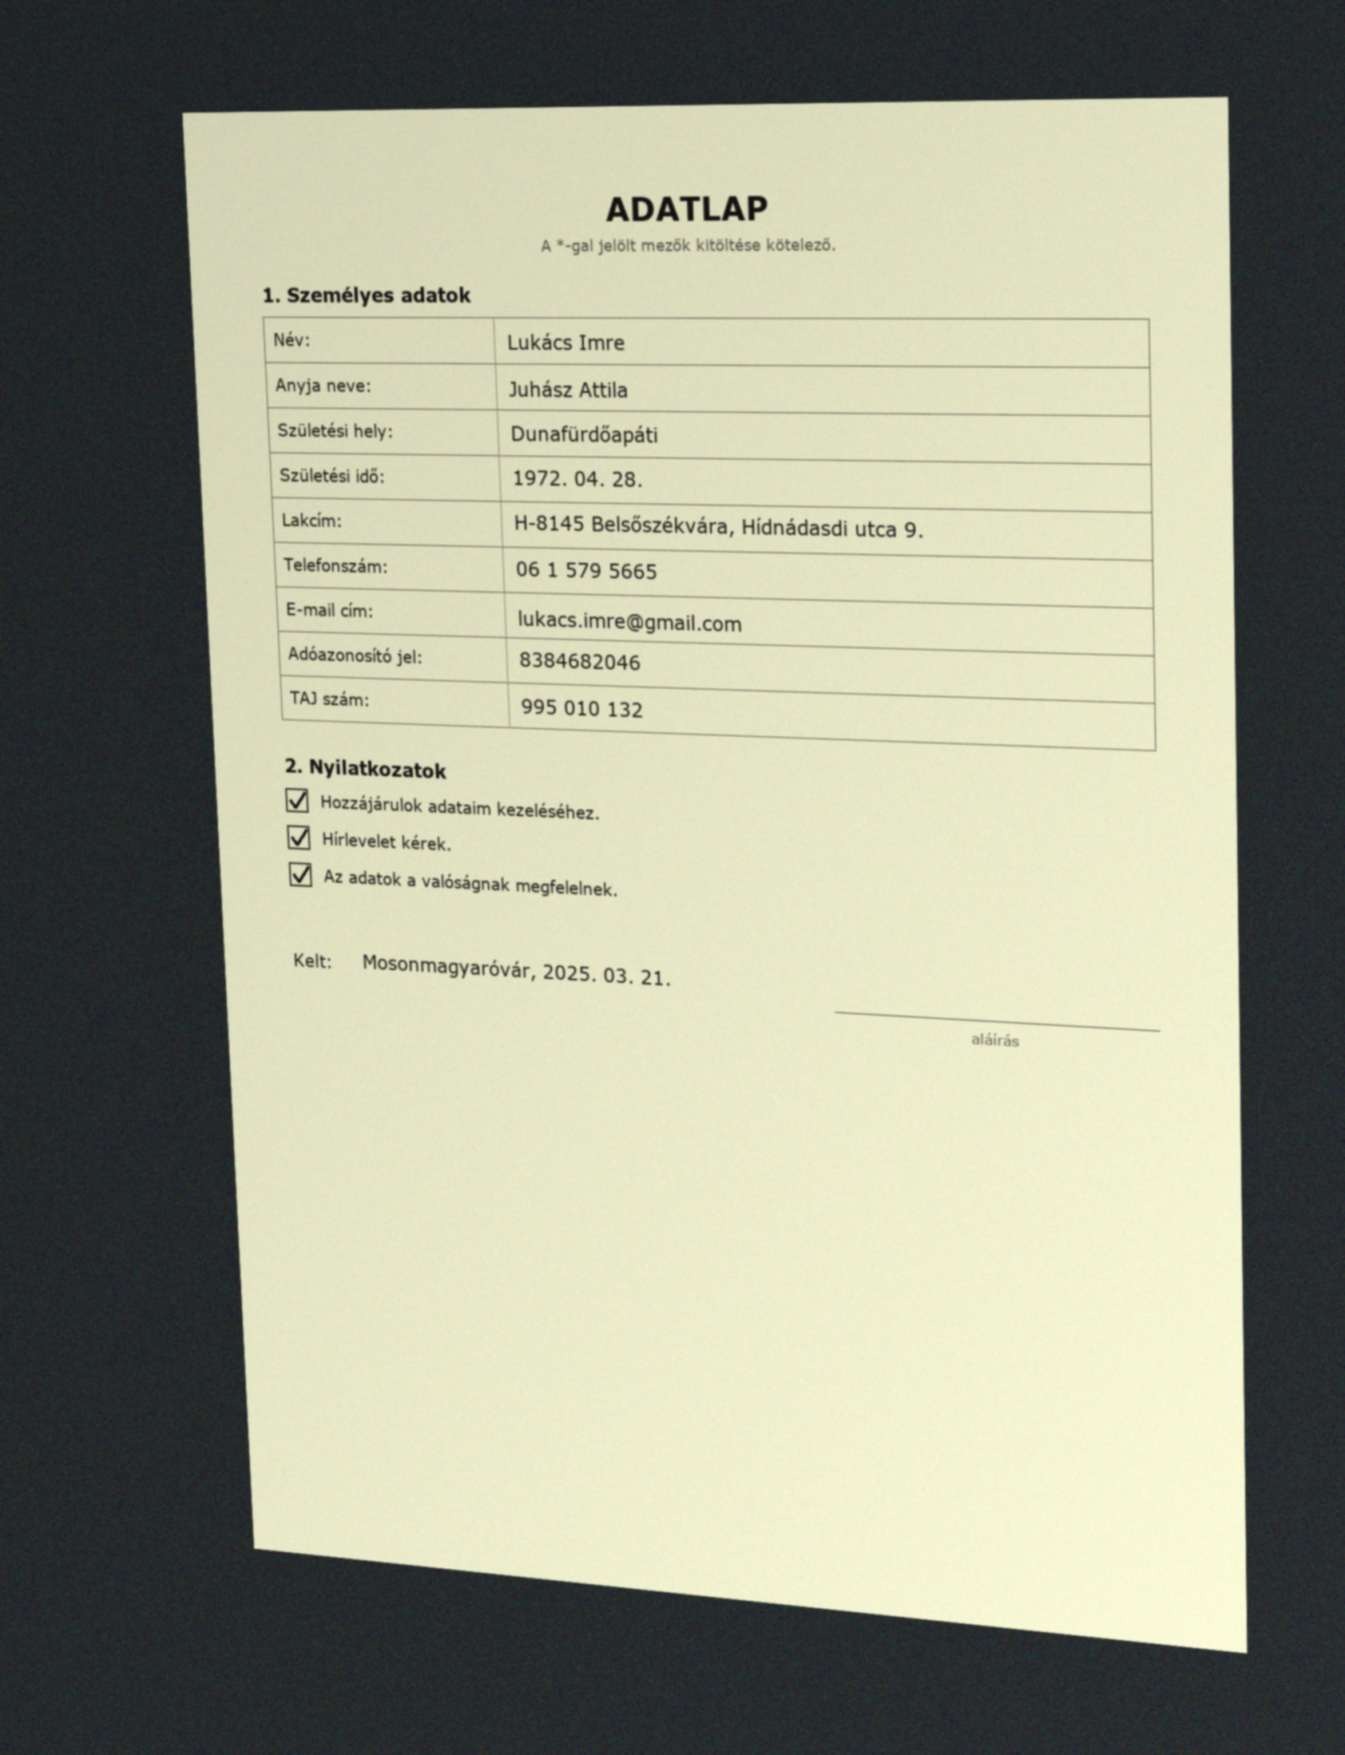 ADATLAP
A *-gal jelölt mezők kitöltése kötelező.
1. Személyes adatok
Név: Lukács Imre
Anyja neve: Juhász Attila
Születési hely: Dunafürdőapáti
Születési idő: 1972. 04. 28.
Lakcím: H-8145 Belsőszékvára, Hídnádasdi utca 9.
Telefonszám: 06 1 579 5665
E-mail cím: lukacs.imre@gmail.com
Adóazonosító jel: 8384682046
TAJ szám: 995 010 132
2. Nyilatkozatok
Hozzájárulok adataim kezeléséhez.
Hírlevelet kérek.
Az adatok a valóságnak megfelelnek.
Kelt: Mosonmagyaróvár, 2025. 03. 21.
aláírás